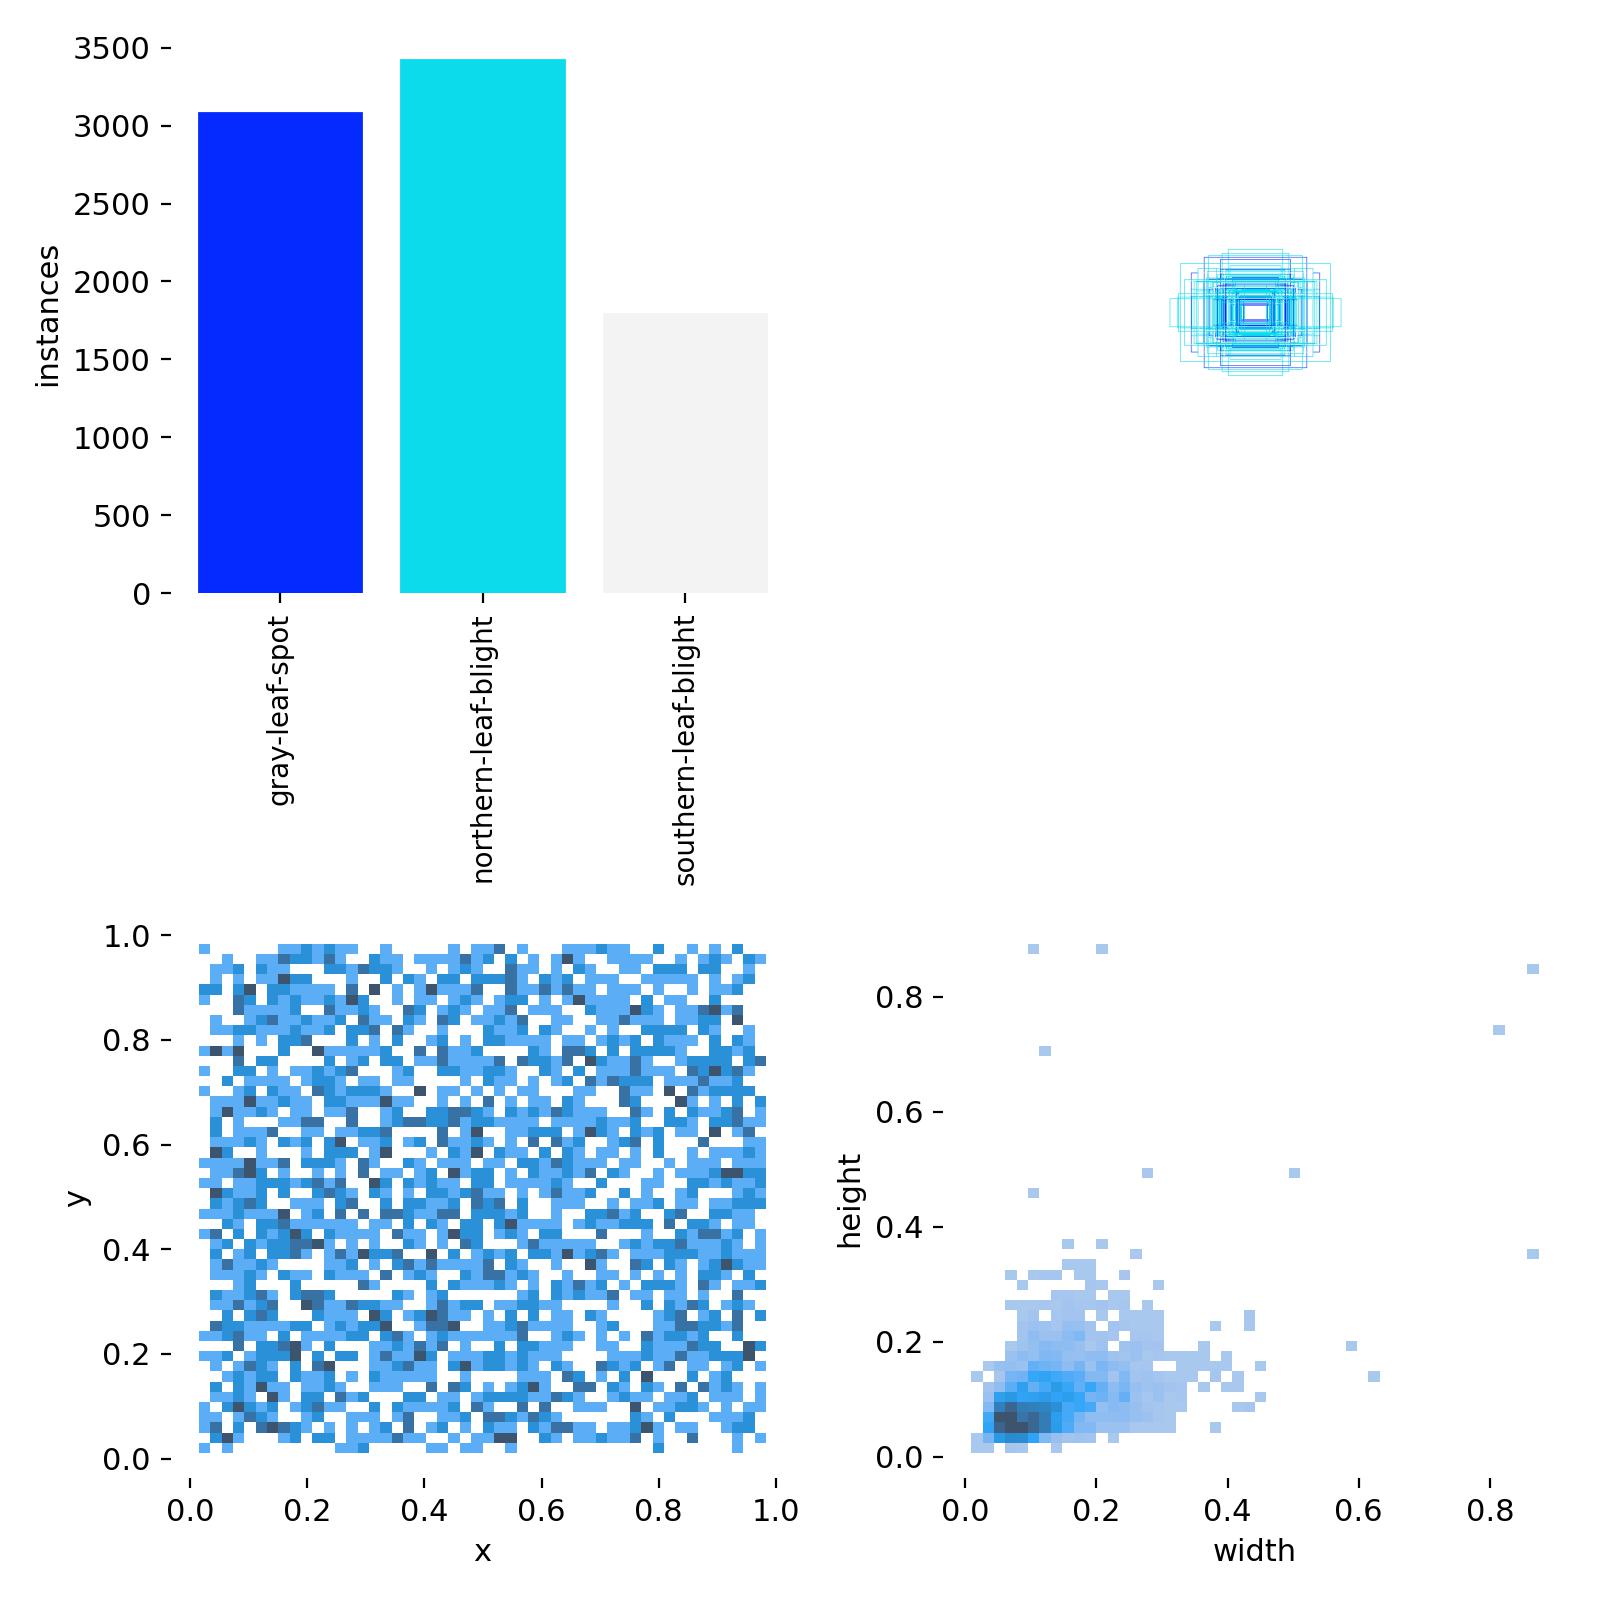 3500
3000
2500
2000
1500
1000
500
0
instances
gray-leaf-spot
northern-leaf-blight
southern-leaf-blight
1.0
0.8
0.6
0.4
0.2
0.0
y
0.0 0.2 0.4 0.6 0.8 1.0
x
0.8
0.6
0.4
0.2
0.0
height
0.0 0.2 0.4 0.6 0.8
width